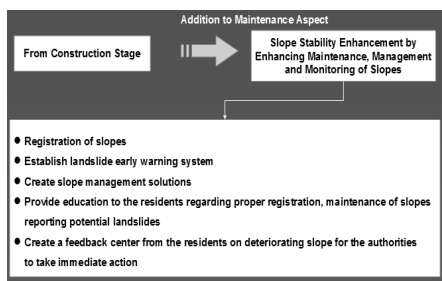 Addition to Maintenance Aspect
From Construction Stage
Slope Stability Enhancement by
Enhancing Maintenance, Management
and Monitoring of Slopes
● Registration of slopes
● Establish landslide early warning system
● Create slope management solutions
● Provide education to the residents regarding proper registration, maintenance of slopes
reporting potential landslides
● Create a feedback center from the residents on deteriorating slope for the authorities
to take immediate action